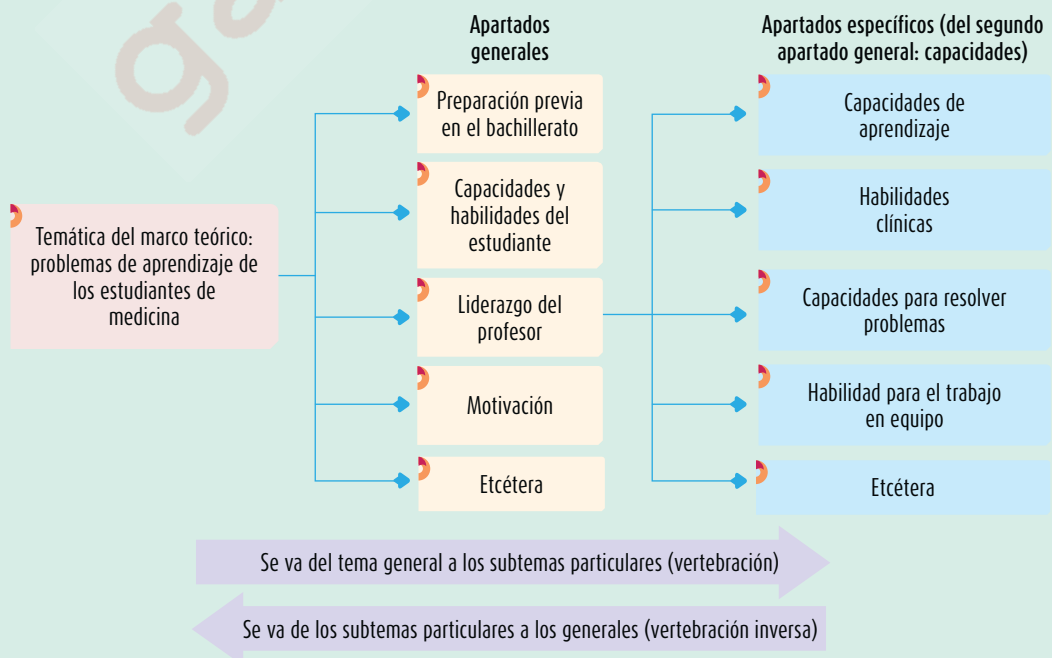 Apartados
generales
Apartados específicos (del segundo
apartado general: capacidades)
Temática del marco teórico:
problemas de aprendizaje de
los estudiantes de
medicina
Preparación previa
en el bachillerato
Capacidades y
habilidades del
estudiante
Liderazgo del
profesor
Motivación
Etcétera
Capacidades de
aprendizaje
Habilidades
clínicas
Capacidades para resolver
problemas
Habilidad para el trabajo
en equipo
Etcétera
Se va del tema general a los subtemas particulares (vertebración)
Se va de los subtemas particulares a los generales (vertebración inversa)